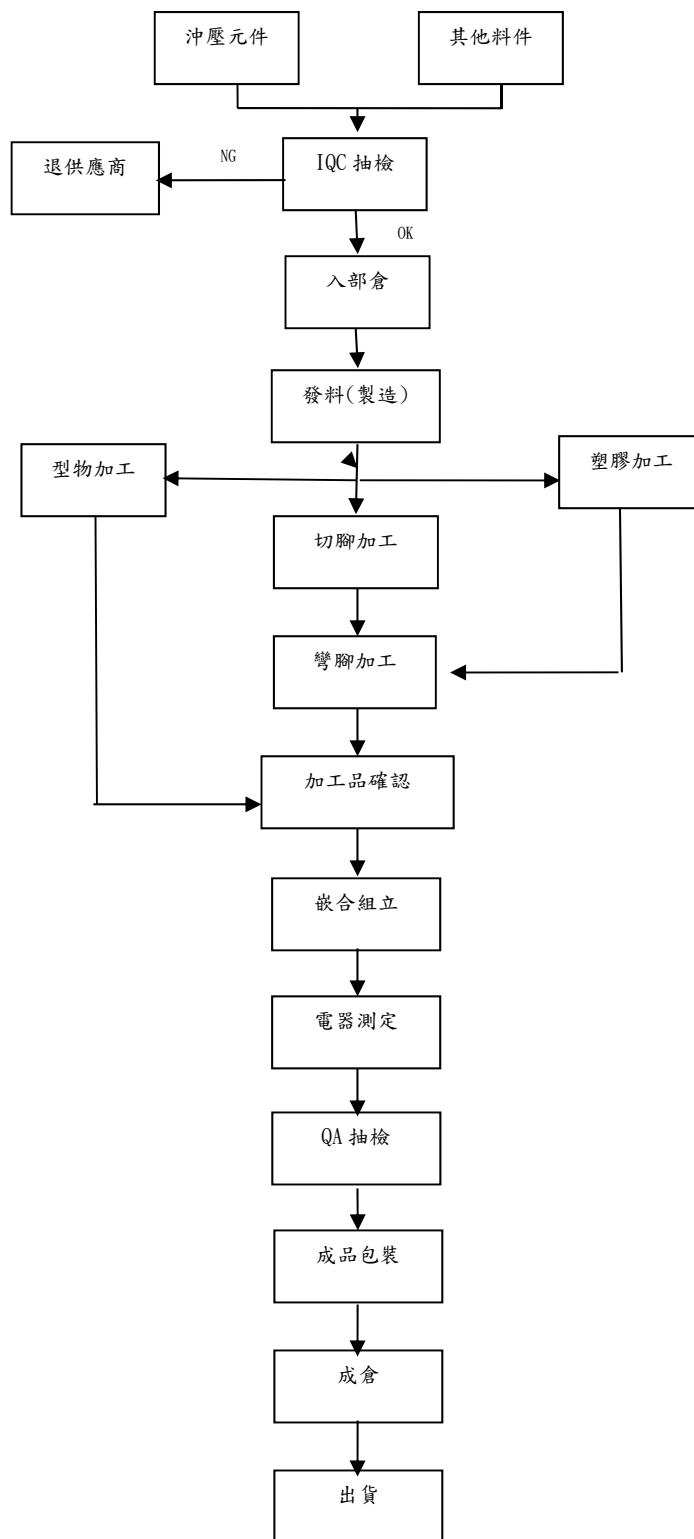 沖壓元件
其他料件
退供應商
NG
IQC 抽檢
OK
入部倉
發料(製造)
型物加工
塑膠加工
切腳加工
彎腳加工
加工品確認
嵌合組立
電器測定
QA 抽檢
成品包裝
成倉
出貨